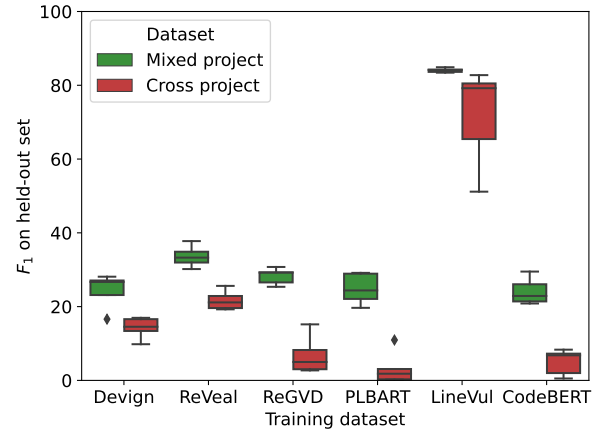 100
80
60
40
20
0
F1 on held-out set
Dataset
Mixed project
Cross project
Devign ReVeal ReGVD PLBART LineVul CodeBERT
Training dataset